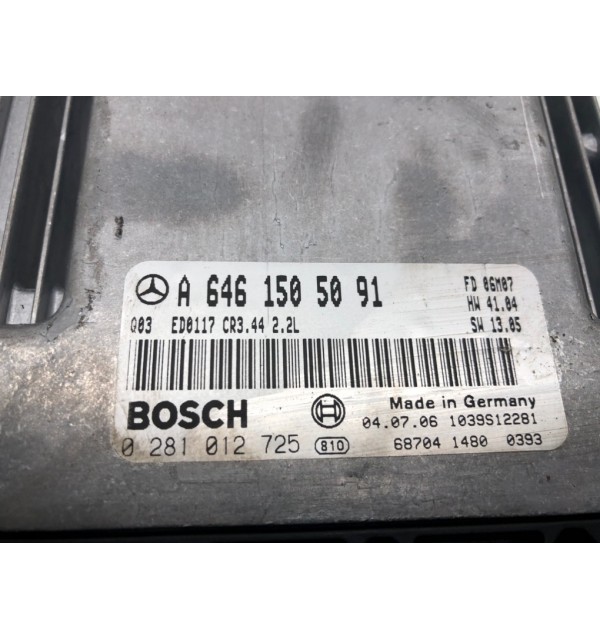 A 646 150 50 91
FD 06M07
HW 41.04
Q03 ED0117 CR3.44 2.2L
SW 13.05
BOSCH
Made in Germany
04.07.06 1039S12281
0 281 012 725 810
68704 1480 0393